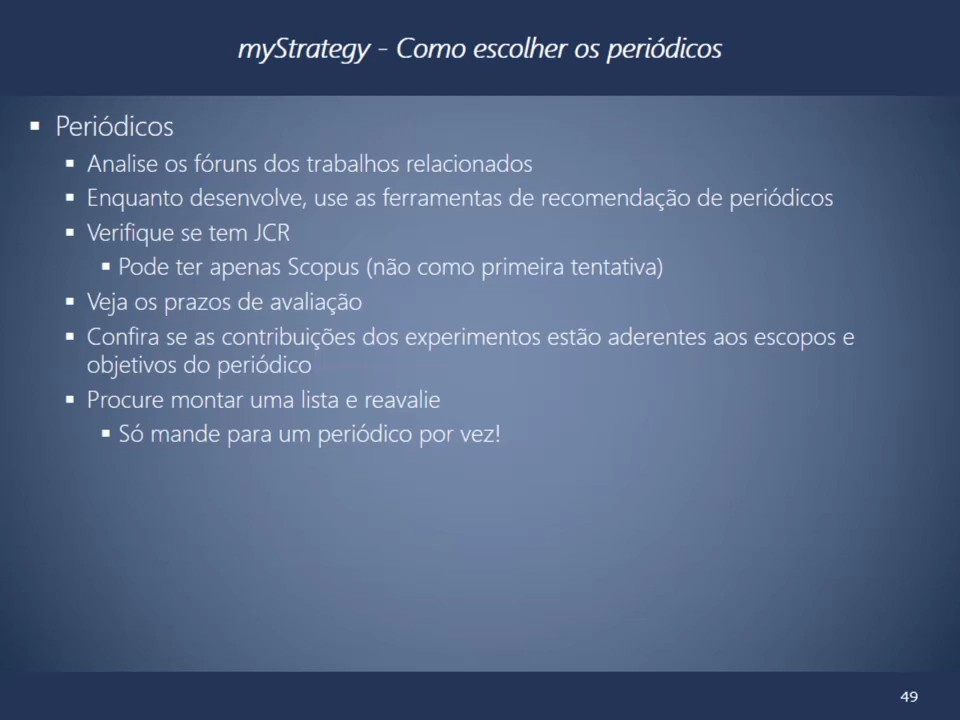 myStrategy - Como escolher os periódicos
▪ Periódicos
▪ Analise os fóruns dos trabalhos relacionados
▪ Enquanto desenvolve, use as ferramentas de recomendação de periódicos
▪ Verifique se tem JCR
▪ Pode ter apenas Scopus (não como primeira tentativa)
▪ Veja os prazos de avaliação
▪ Confira se as contribuições dos experimentos estão aderentes aos escopos e
objetivos do periódico
▪ Procure montar uma lista e reavalie
▪ Só mande para um periódico por vez!
49